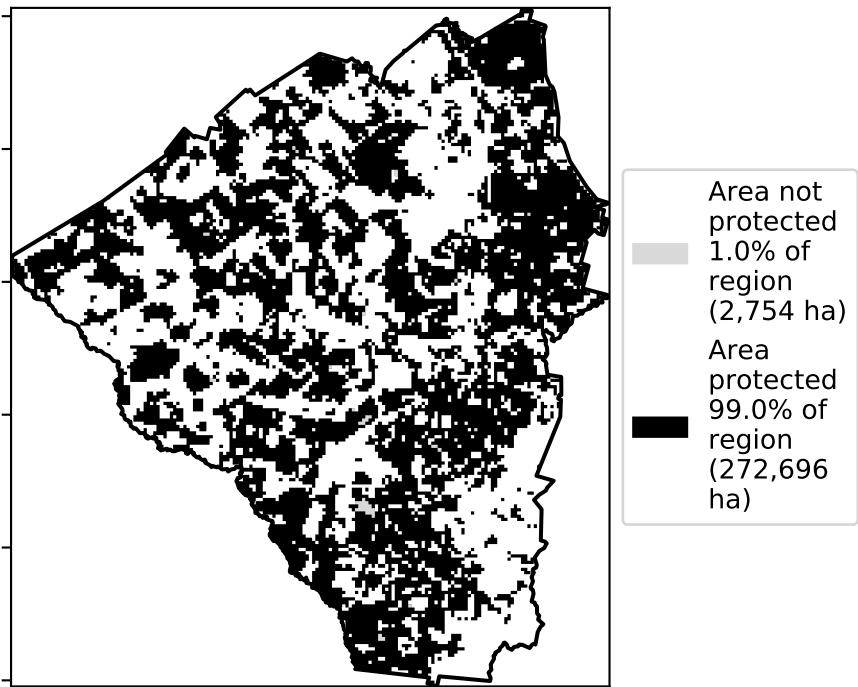 Area not
protected
1.0% of
region
(2,754 ha)
Area
protected
99.0% of
region
(272,696
ha)